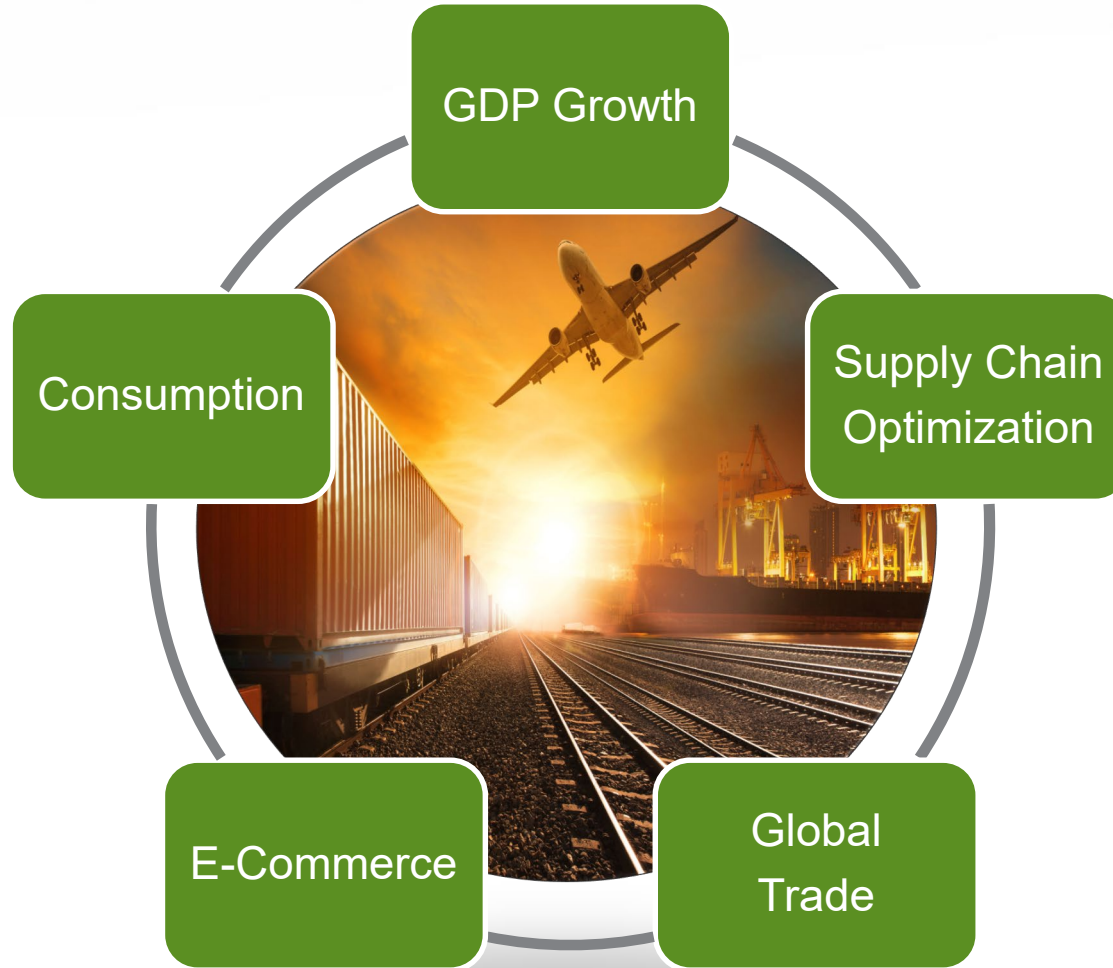 GDP Growth
Supply Chain
Optimization
Global
Trade
E-Commerce
Consumption